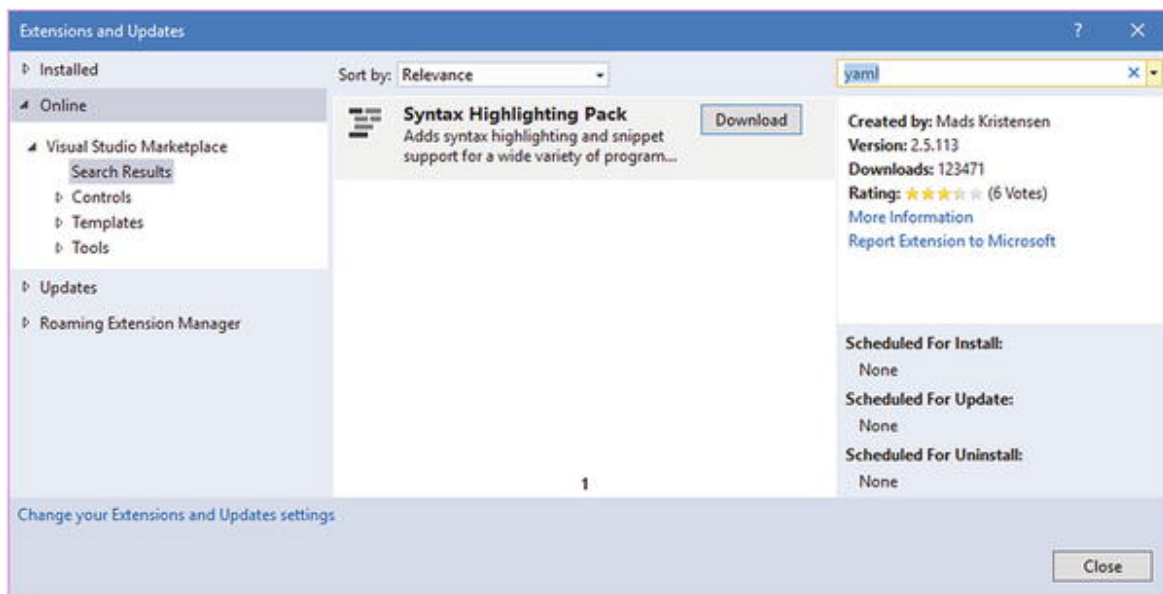 Extensions and Updates
?
Installed
Online
Visual Studio Marketplace
Search Results
Controls
Templates
Tools
Updates
Roaming Extension Manager
Sort by: Relevance
Syntax Highlighting Pack
Adds syntax highlighting and snippet
support for a wide variety of program...
Download
1
yaml
Created by: Mads Kristensen
Version: 2.5.113
Downloads: 123471
Rating: (6 Votes)
More Information
Report Extension to Microsoft
Scheduled For Install:
None
Scheduled For Update:
None
Scheduled For Uninstall:
None
Change your Extensions and Updates settings
Close